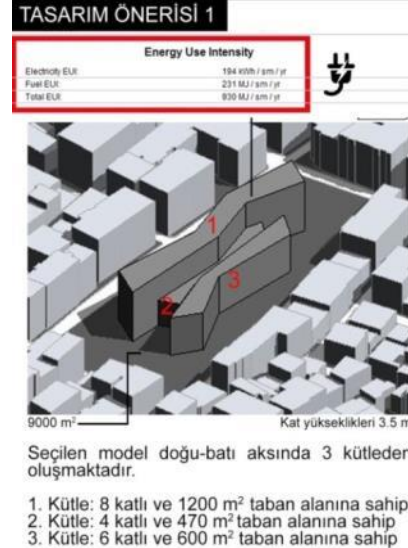 TASARIM ÖNERİSİ 1
Energy Use Intensity
Electricity EUI: 194 kWh / sm / yr
Fuel EUI: 231 MJ / sm / yr
Total EUI: 930 MJ / sm / yr
1
3
2
9000 m²
Kat yükseklikleri 3.5 m
Seçilen model doğu-batı aksında 3 kütleden
oluşmaktadır.
1. Kütle: 8 katlı ve 1200 m² taban alanına sahip
2. Kütle: 4 katlı ve 470 m² taban alanına sahip
3. Kütle: 6 katlı ve 600 m² taban alanına sahip